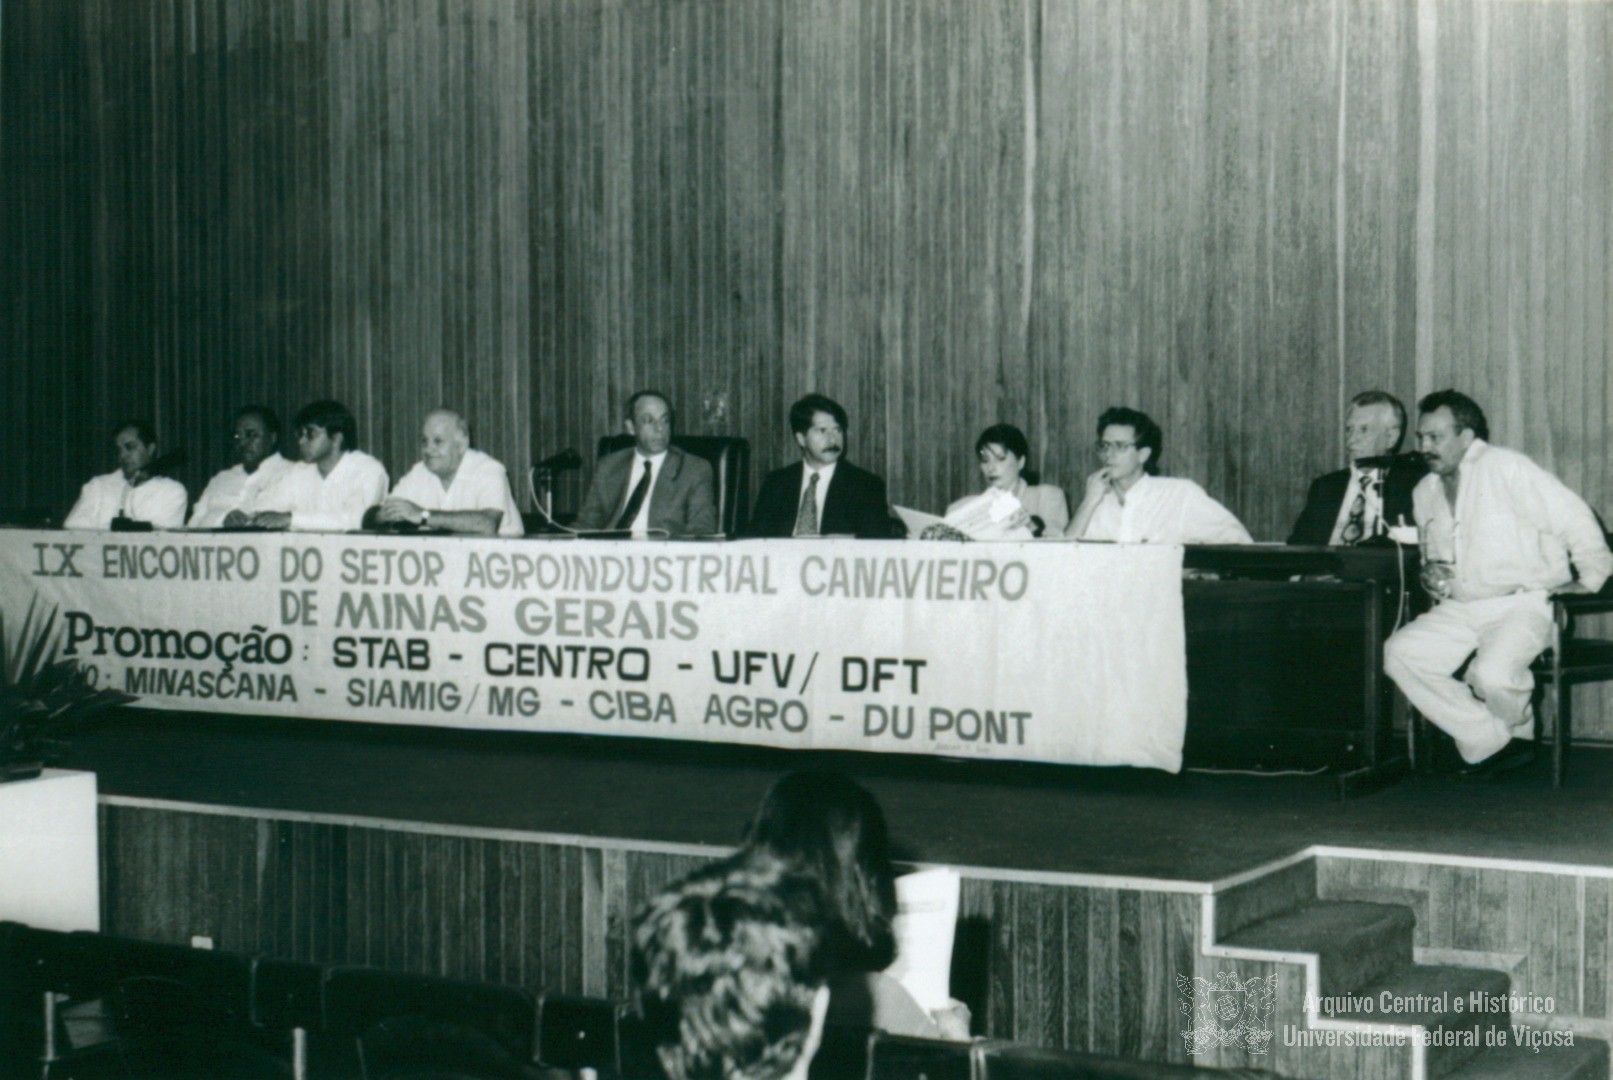 IX ENCONTRO DO SETOR AGROINDUSTRIAL CANAVIEIRO
DE MINAS GERAIS
Promoção: STAB - CENTRO - UFV/ DFT
MINASCANA - SIAMIG/MG - CIBA AGRO - DU PONT
Arquivo Central e Histórico
Universidade Federal de Viçosa